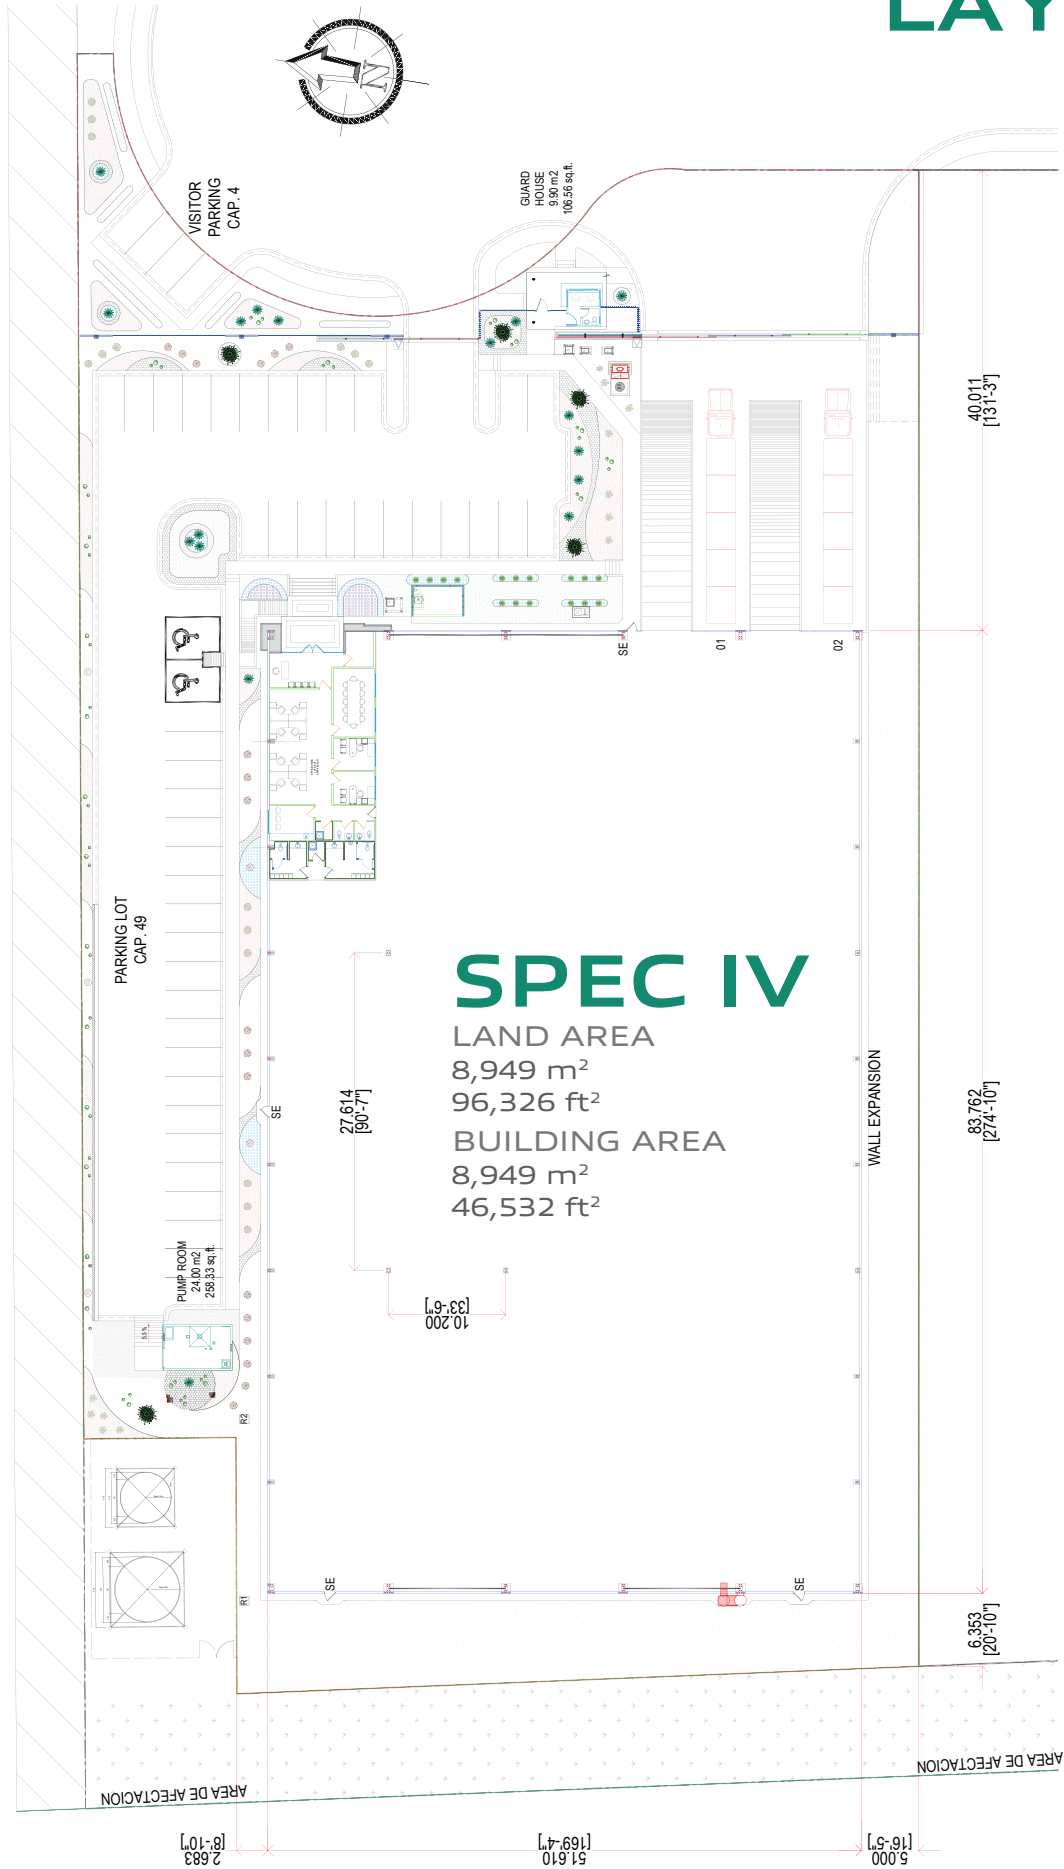 LAY
N
VISITOR
PARKING
CAP. 4
GUARD
HOUSE
9.90 m2
106.56 sq.ft.
40.011
[131'-3"]
SE
01
02
PARKING LOT
CAP. 49
SPEC IV
LAND AREA
8,949 m²
96,326 ft²
BUILDING AREA
8,949 m²
46,532 ft²
27.614
[90'-7"]
SE
WALL EXPANSION
83.762
[274'-10"]
PUMP ROOM
24.00 m2
258.33 sq.ft.
10.200
[33'-6"]
R2
R1
SE
SE
6.353
[20'-10"]
AREA DE AFECTACION
AREA DE AFECTACION
2.683
[8'-10"]
51.610
[169'-4"]
5.000
[16'-5"]